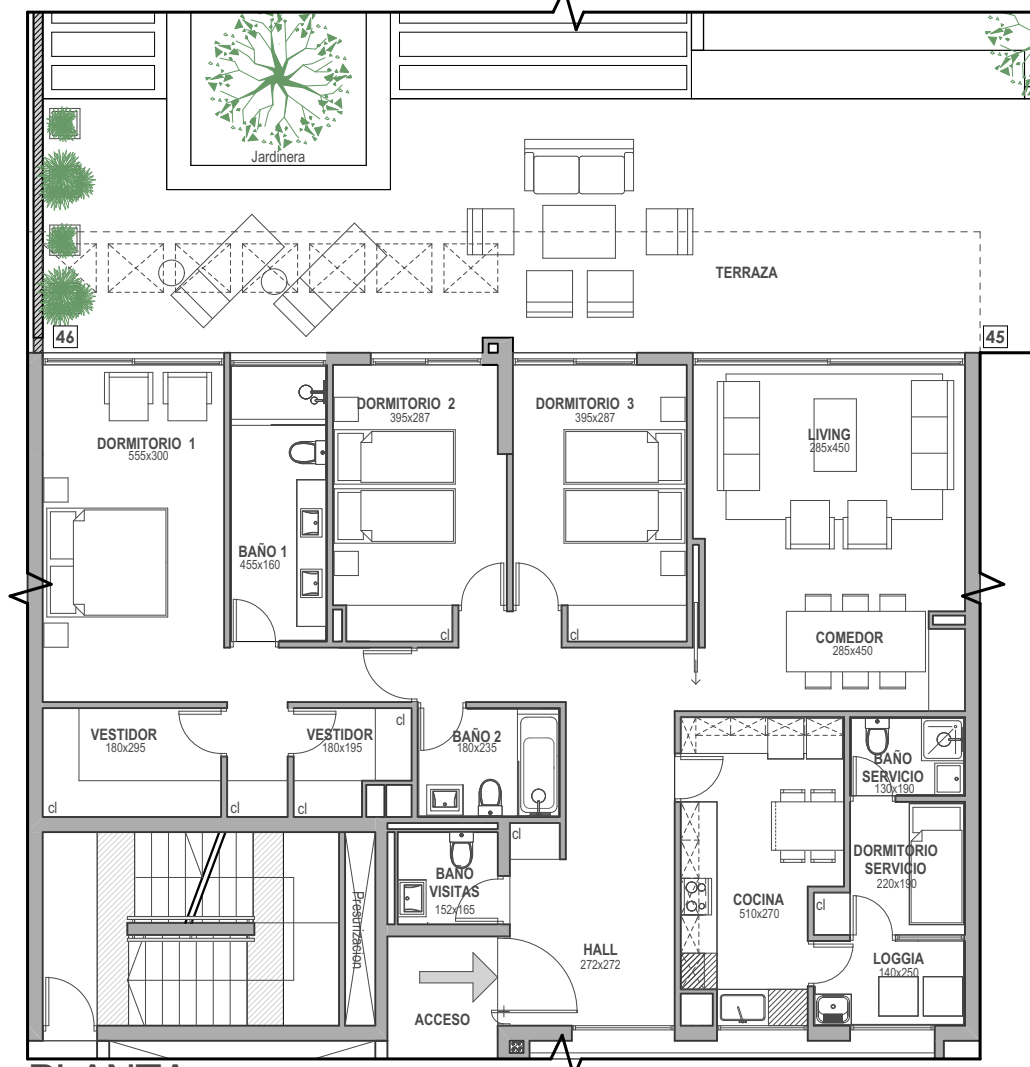 Jardinera
TERRAZA
46
45
DORMITORIO 1
555x300
DORMITORIO 2
395x287
DORMITORIO 3
395x287
LIVING
285x450
BAÑO 1
455x160
cl
cl
COMEDOR
285x450
VESTIDOR
180x295
VESTIDOR
180x195
cl
BAÑO 2
180x235
BAÑO
SERVICIO
130x190
cl
cl
cl
cl
BAÑO
VISITAS
152x165
DORMITORIO
SERVICIO
220x190
COCINA
510x270
cl
Presurizacion
HALL
272x272
LOGGIA
140x250
ACCESO
PLANTA